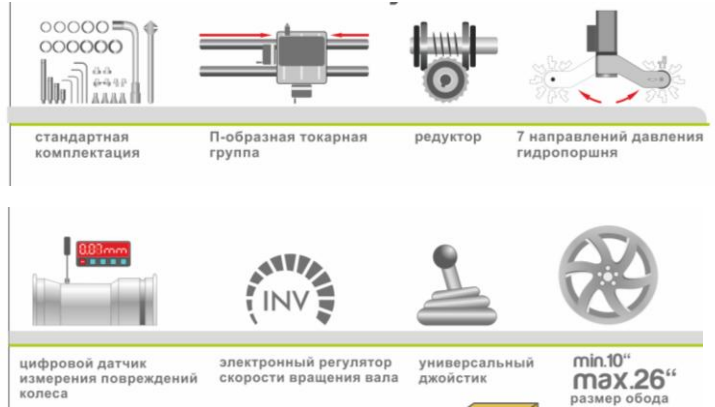 стандартная
комплектация
П-образная токарная
группа
редуктор
7 направлений давления
гидропоршня
0.07mm
INV
цифровой датчик
измерения повреждений
колеса
электронный регулятор
скорости вращения вала
универсальный
джойстик
min.10“
max.26“
размер обода